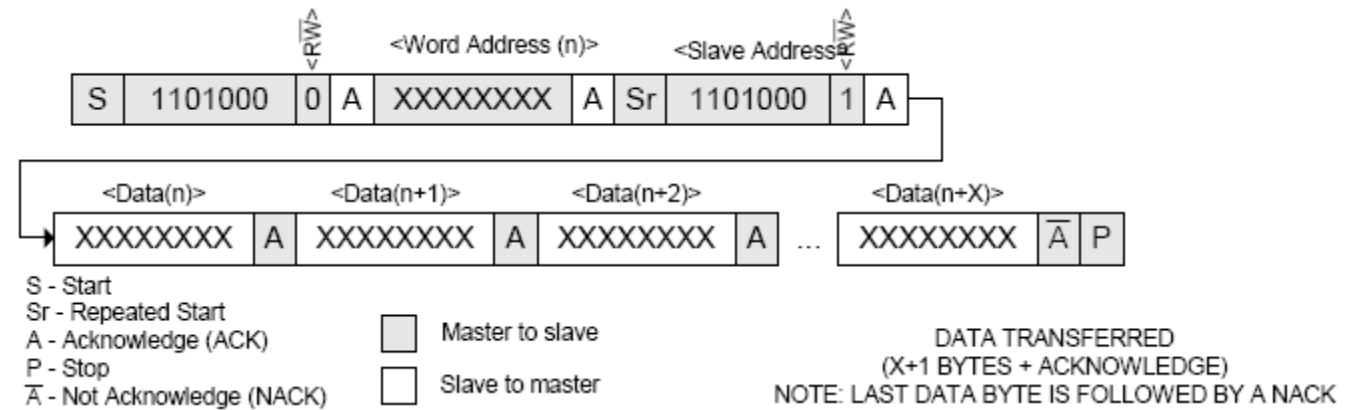 <RW> <Word Address (n)> <Slave Address> <RW>
S 1101000 0 A XXXXXXXX A Sr 1101000 1 A
<Data(n)> <Data(n+1)> <Data(n+2)> <Data(n+X)>
XXXXXXXX A XXXXXXXX A XXXXXXXX A ... XXXXXXXX A̅ P
S - Start
Sr - Repeated Start
A - Acknowledge (ACK)
P - Stop
A̅ - Not Acknowledge (NACK)
Master to slave
Slave to master
DATA TRANSFERRED
(X+1 BYTES + ACKNOWLEDGE)
NOTE: LAST DATA BYTE IS FOLLOWED BY A NACK